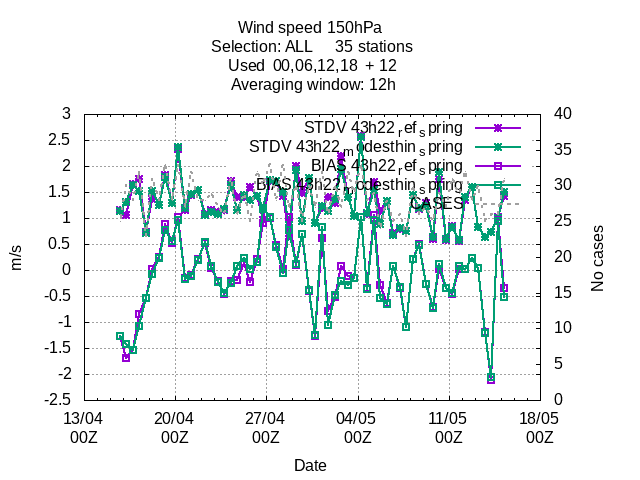 Wind speed 150hPa
Selection: ALL 35 stations
Used 00,06,12,18 + 12
Averaging window: 12h
STDV 43h22_ref_spring
STDV 43h22_modesthin_spring
BIAS 43h22_ref_spring
BIAS 43h22_modesthin_spring
CASES
3
2.5
2
1.5
1
0.5
0
-0.5
-1
-1.5
-2
-2.5
m/s
40
35
30
25
20
15
10
5
0
No cases
13/04 20/04 27/04 04/05 11/05 18/05
00Z 00Z 00Z 00Z 00Z 00Z
Date